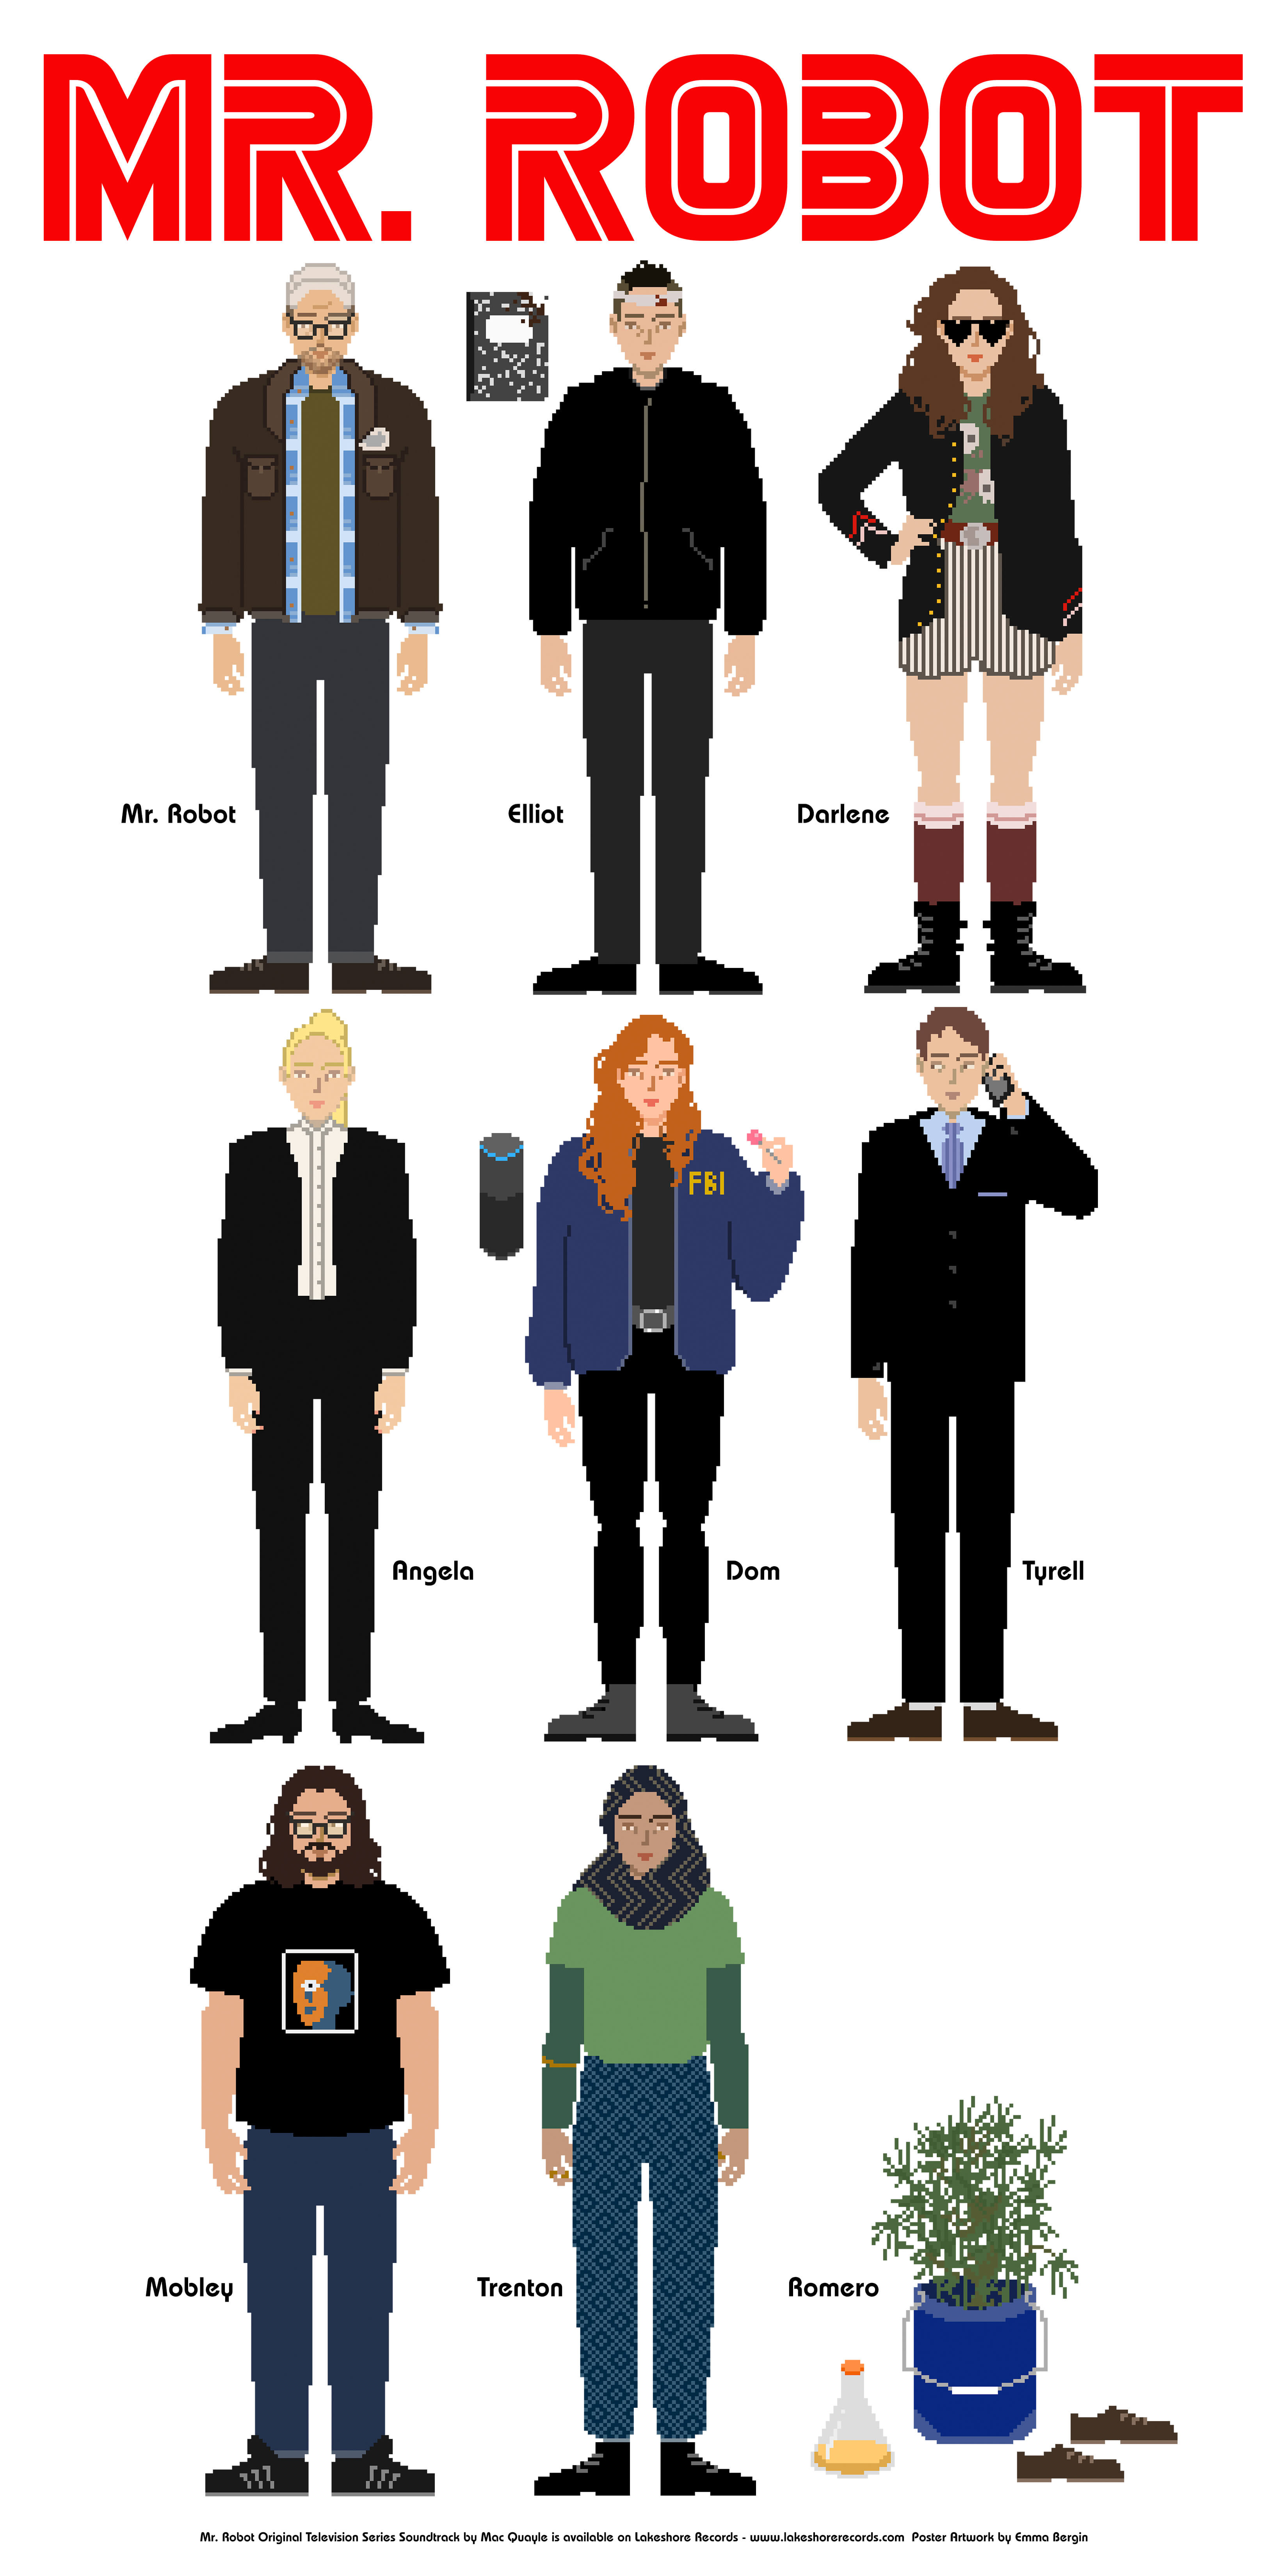 MR. ROBOT
Mr. Robot
Elliot
Darlene
FBI
Angela
Dom
Tyrell
Mobley
Trenton
Romero
Mr. Robot Original Television Series Soundtrack by Mac Quayle is available on Lakeshore Records - www.lakeshorerecords.com  Poster Artwork by Emma Bergin